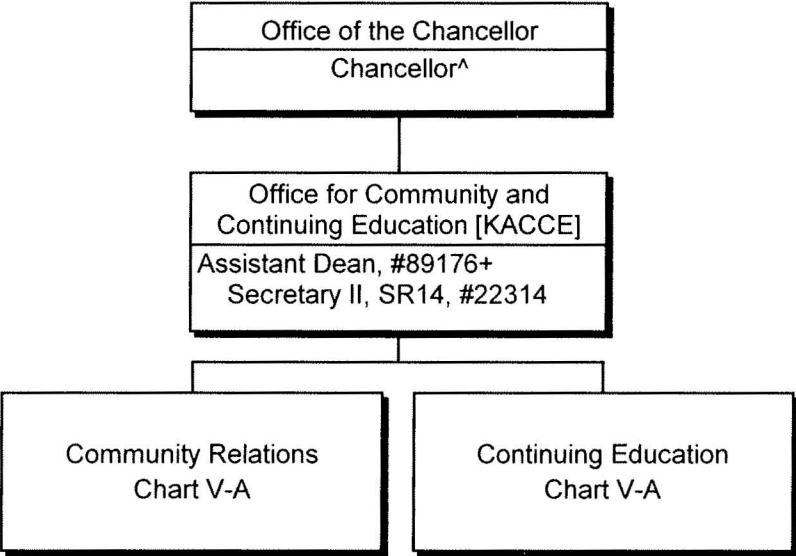 Office of the Chancellor
Chancellor^
Office for Community and
Continuing Education [KACCE]
Assistant Dean, #89176+
Secretary II, SR14, #22314
Community Relations
Chart V-A
Continuing Education
Chart V-A